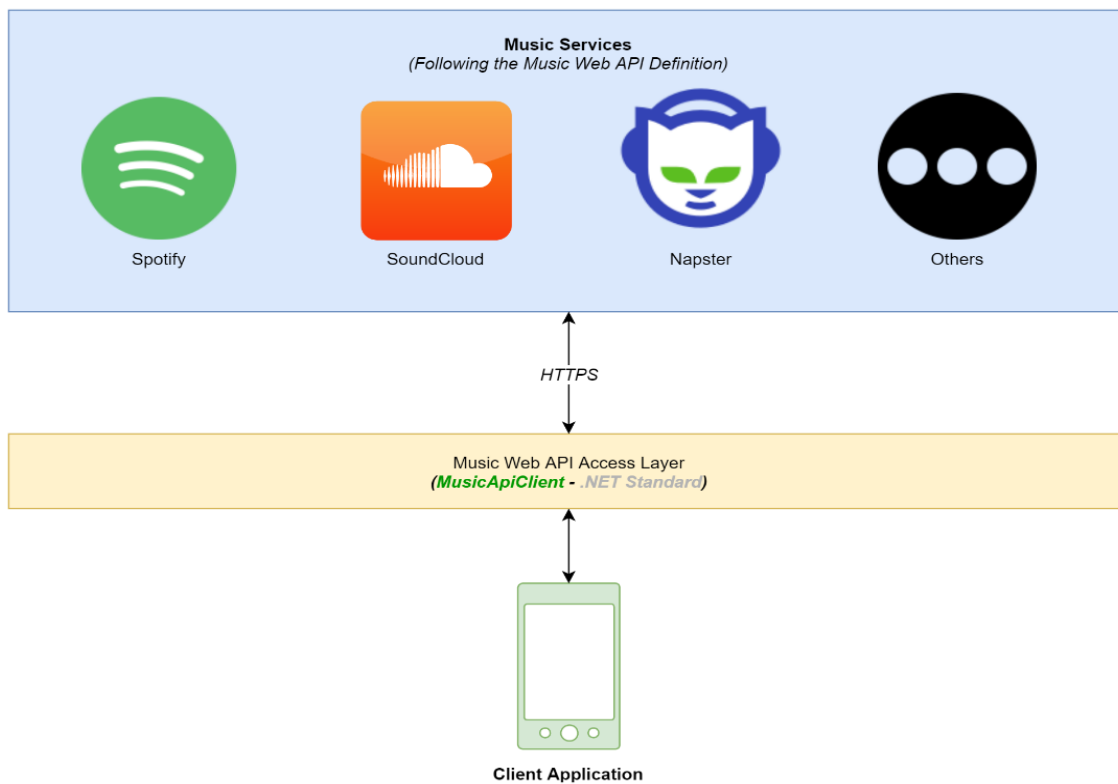 Music Services
(Following the Music Web API Definition)
Spotify
SoundCloud
Napster
Others
HTTPS
Music Web API Access Layer
(MusicApiClient - .NET Standard)
Client Application